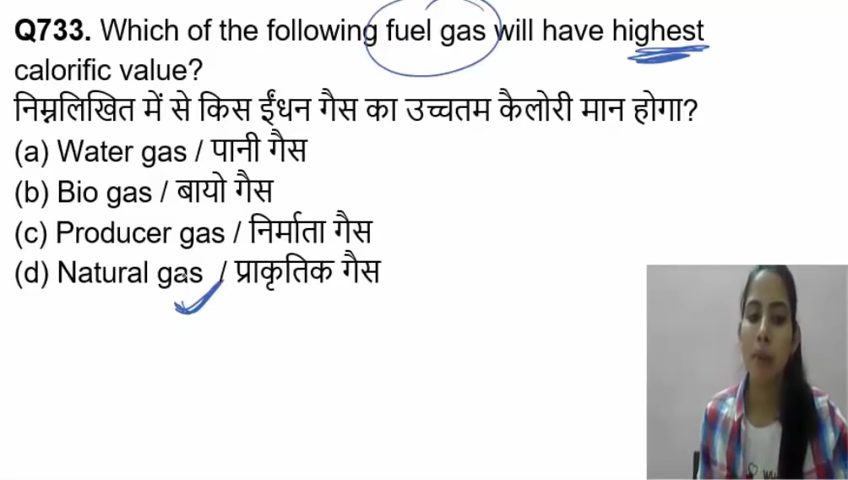 Q733. Which of the following fuel gas will have highest
calorific value?
निम्नलिखित में से किस ईंधन गैस का उच्चतम कैलोरी मान होगा?
(a) Water gas / पानी गैस
(b) Bio gas / बायो गैस
(c) Producer gas / निर्माता गैस
(d) Natural gas / प्राकृतिक गैस